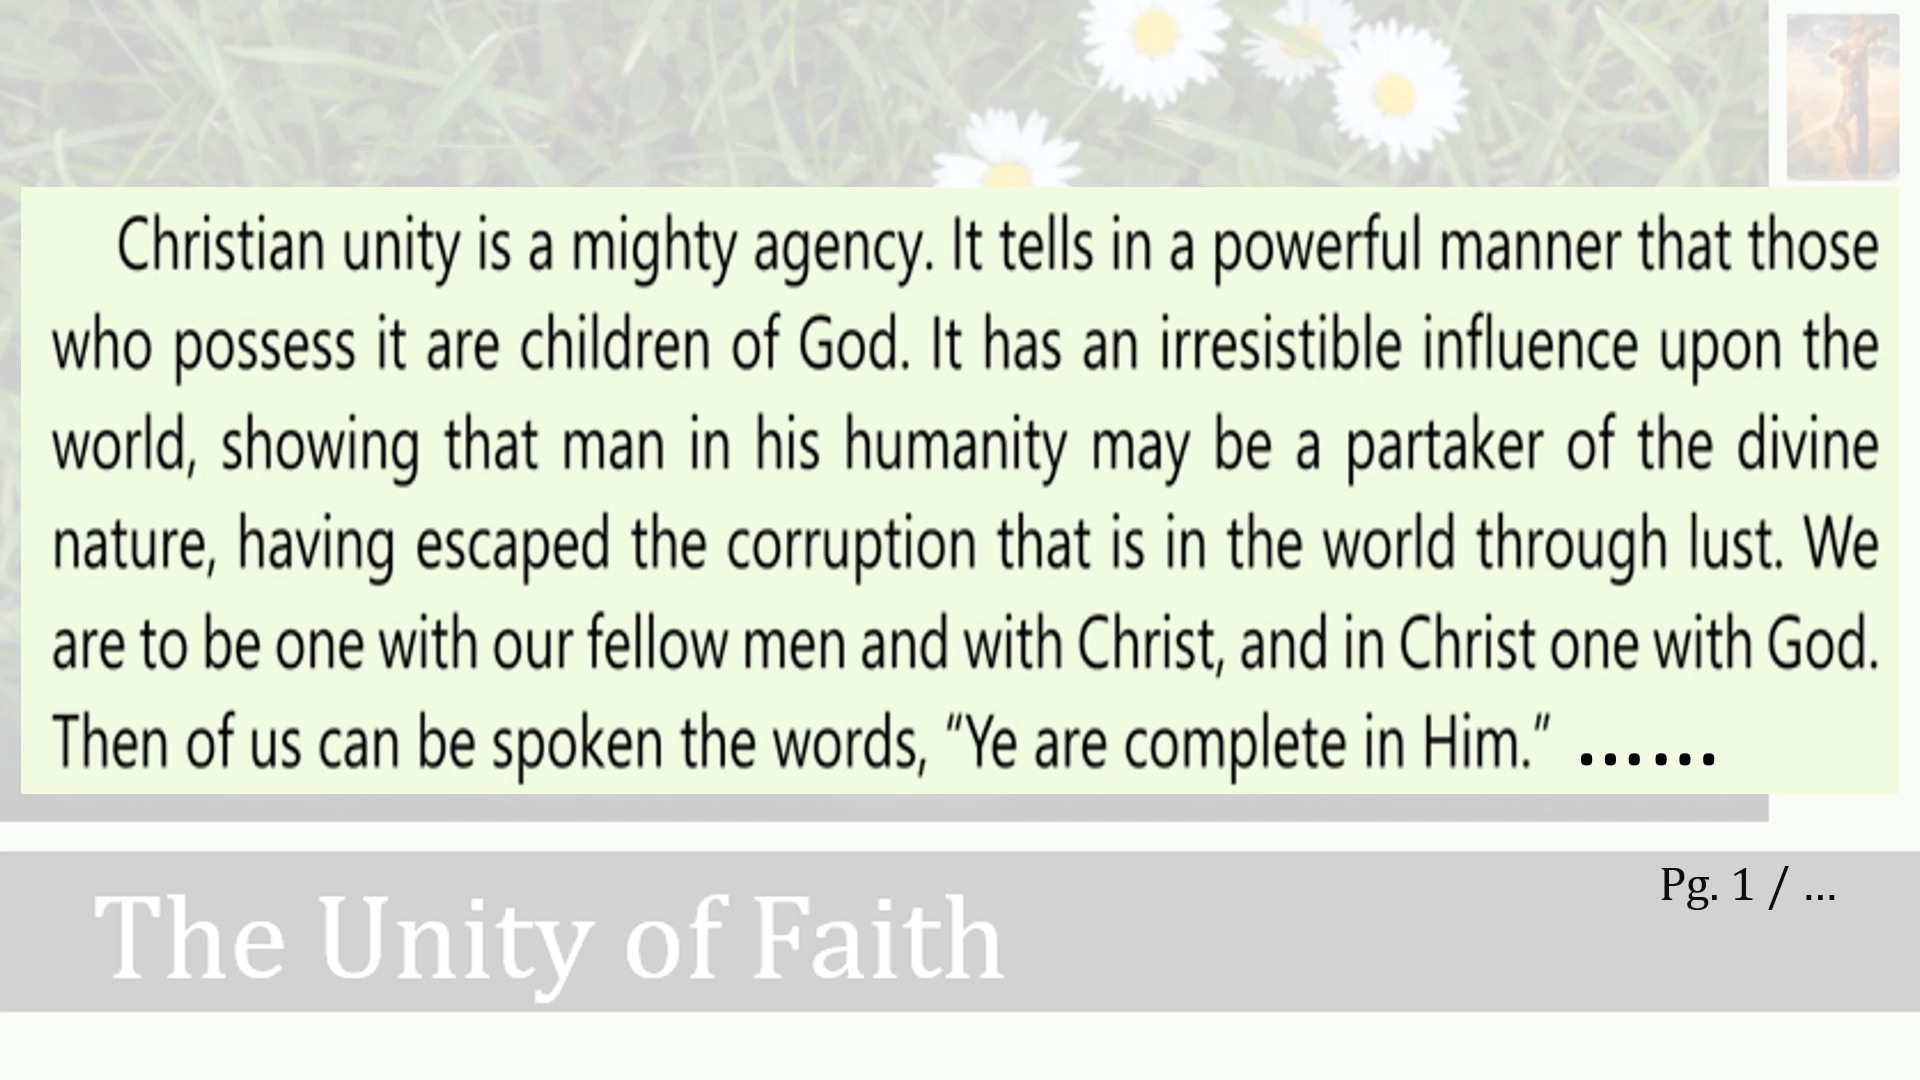 Christian unity is a mighty agency. It tells in a powerful manner that those
who possess it are children of God. It has an irresistible influence upon the
world, showing that man in his humanity may be a partaker of the divine
nature, having escaped the corruption that is in the world through lust. We
are to be one with our fellow men and with Christ, and in Christ one with God.
Then of us can be spoken the words, “Ye are complete in Him.” ......
Pg. 1 / ...
The Unity of Faith